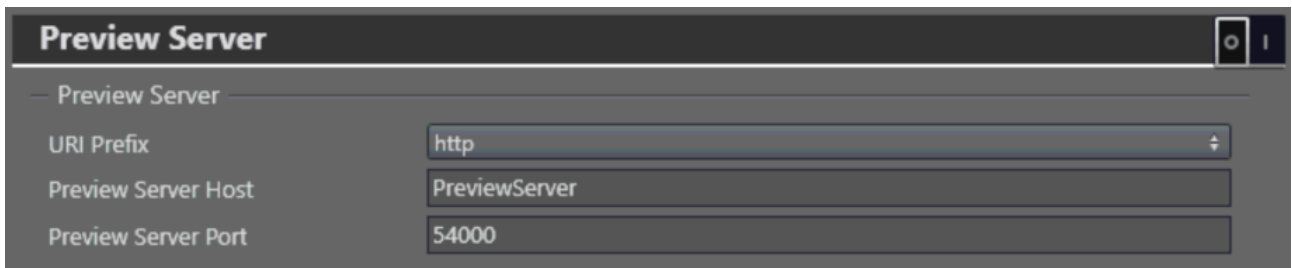 Preview Server O I
Preview Server
URI Prefix http
Preview Server Host PreviewServer
Preview Server Port 54000